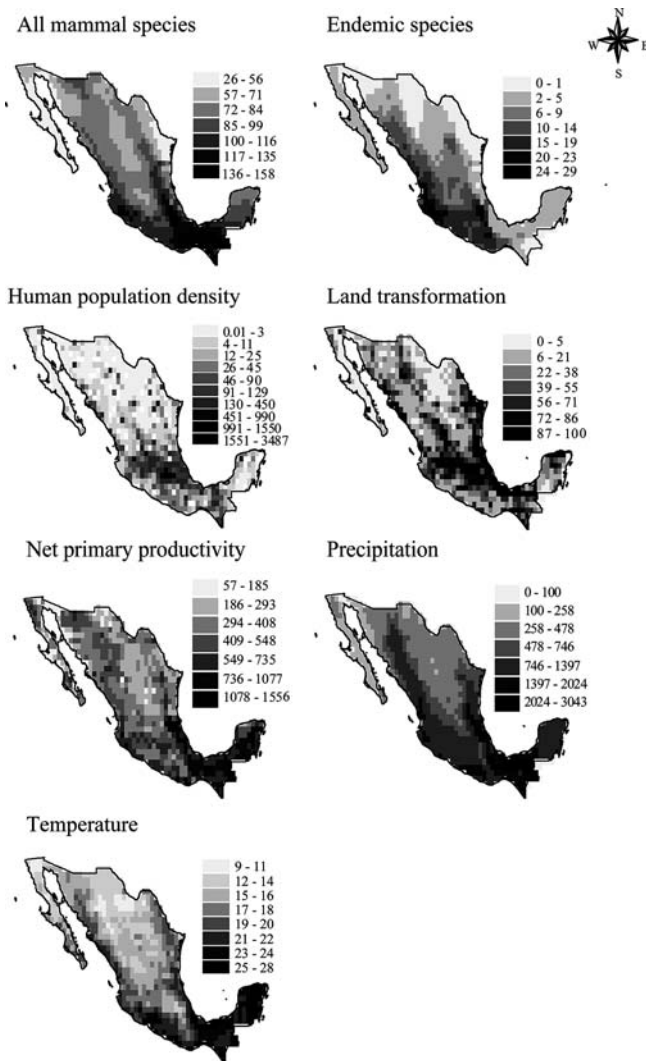 All mammal species
26 - 56
57 - 71
72 - 84
85 - 99
100 - 116
117 - 135
136 - 158
Endemic species
0 - 1
2 - 5
6 - 9
10 - 14
15 - 19
20 - 23
24 - 29
N
W E
S
Human population density
0.01 - 3
4 - 11
12 - 25
26 - 45
46 - 90
91 - 129
130 - 450
451 - 990
991 - 1550
1551 - 3487
Land transformation
0 - 5
6 - 21
22 - 38
39 - 55
56 - 71
72 - 86
87 - 100
Net primary productivity
57 - 185
186 - 293
294 - 408
409 - 548
549 - 735
736 - 1077
1078 - 1556
Precipitation
0 - 100
100 - 258
258 - 478
478 - 746
746 - 1397
1397 - 2024
2024 - 3043
Temperature
9 - 11
12 - 14
15 - 16
17 - 18
19 - 20
21 - 22
23 - 24
25 - 28